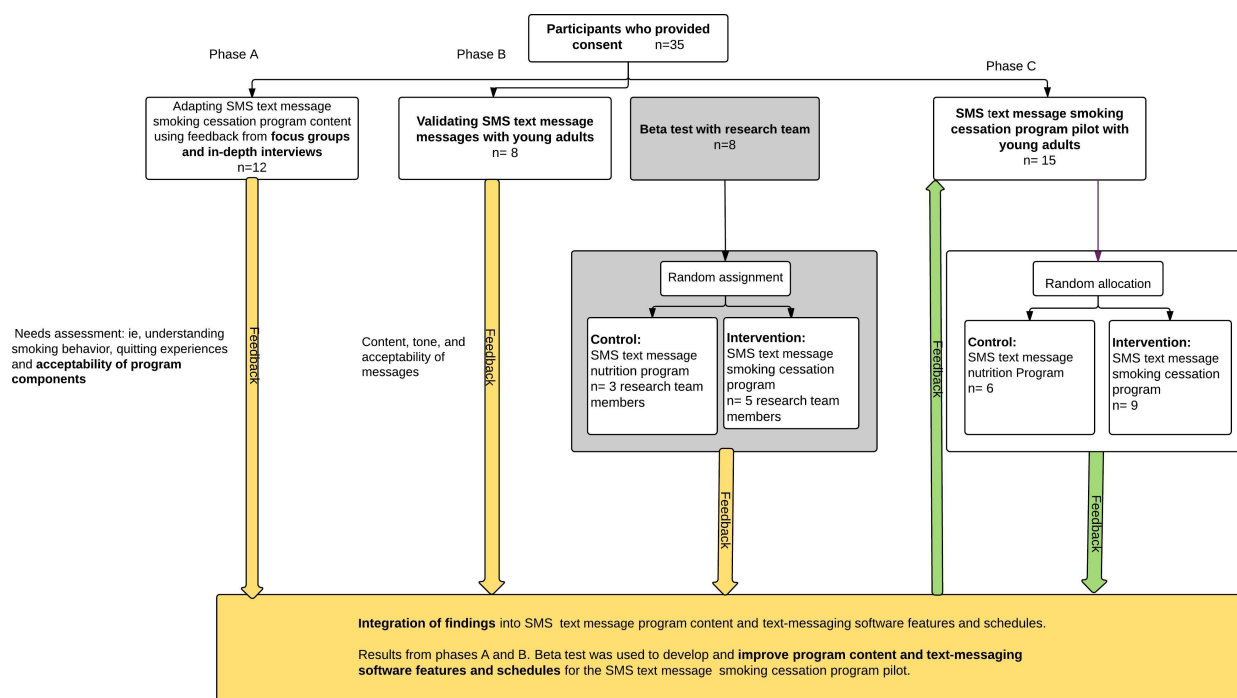 Participants who provided
consent n=35
Phase A
Phase B
Phase C
Adapting SMS text message
smoking cessation program content
using feedback from focus groups
and in-depth interviews
n=12
Validating SMS text message
messages with young adults
n= 8
Beta test with research team
n=8
SMS text message smoking
cessation program pilot with
young adults
n= 15
Random assignment
Random allocation
Needs assessment: ie, understanding
smoking behavior, quitting experiences
and acceptability of program
components
Feedback
Content, tone, and
acceptability of
messages
Feedback
Control:
SMS text message
nutrition program
n= 3 research team
members
Intervention:
SMS text message
smoking cessation
program
n= 5 research team
members
Feedback
Feedback
Control:
SMS text message
nutrition Program
n= 6
Intervention:
SMS text message
smoking cessation
program
n= 9
Feedback
Integration of findings into SMS text message program content and text-messaging software features and schedules.
Results from phases A and B. Beta test was used to develop and improve program content and text-messaging
software features and schedules for the SMS text message smoking cessation program pilot.